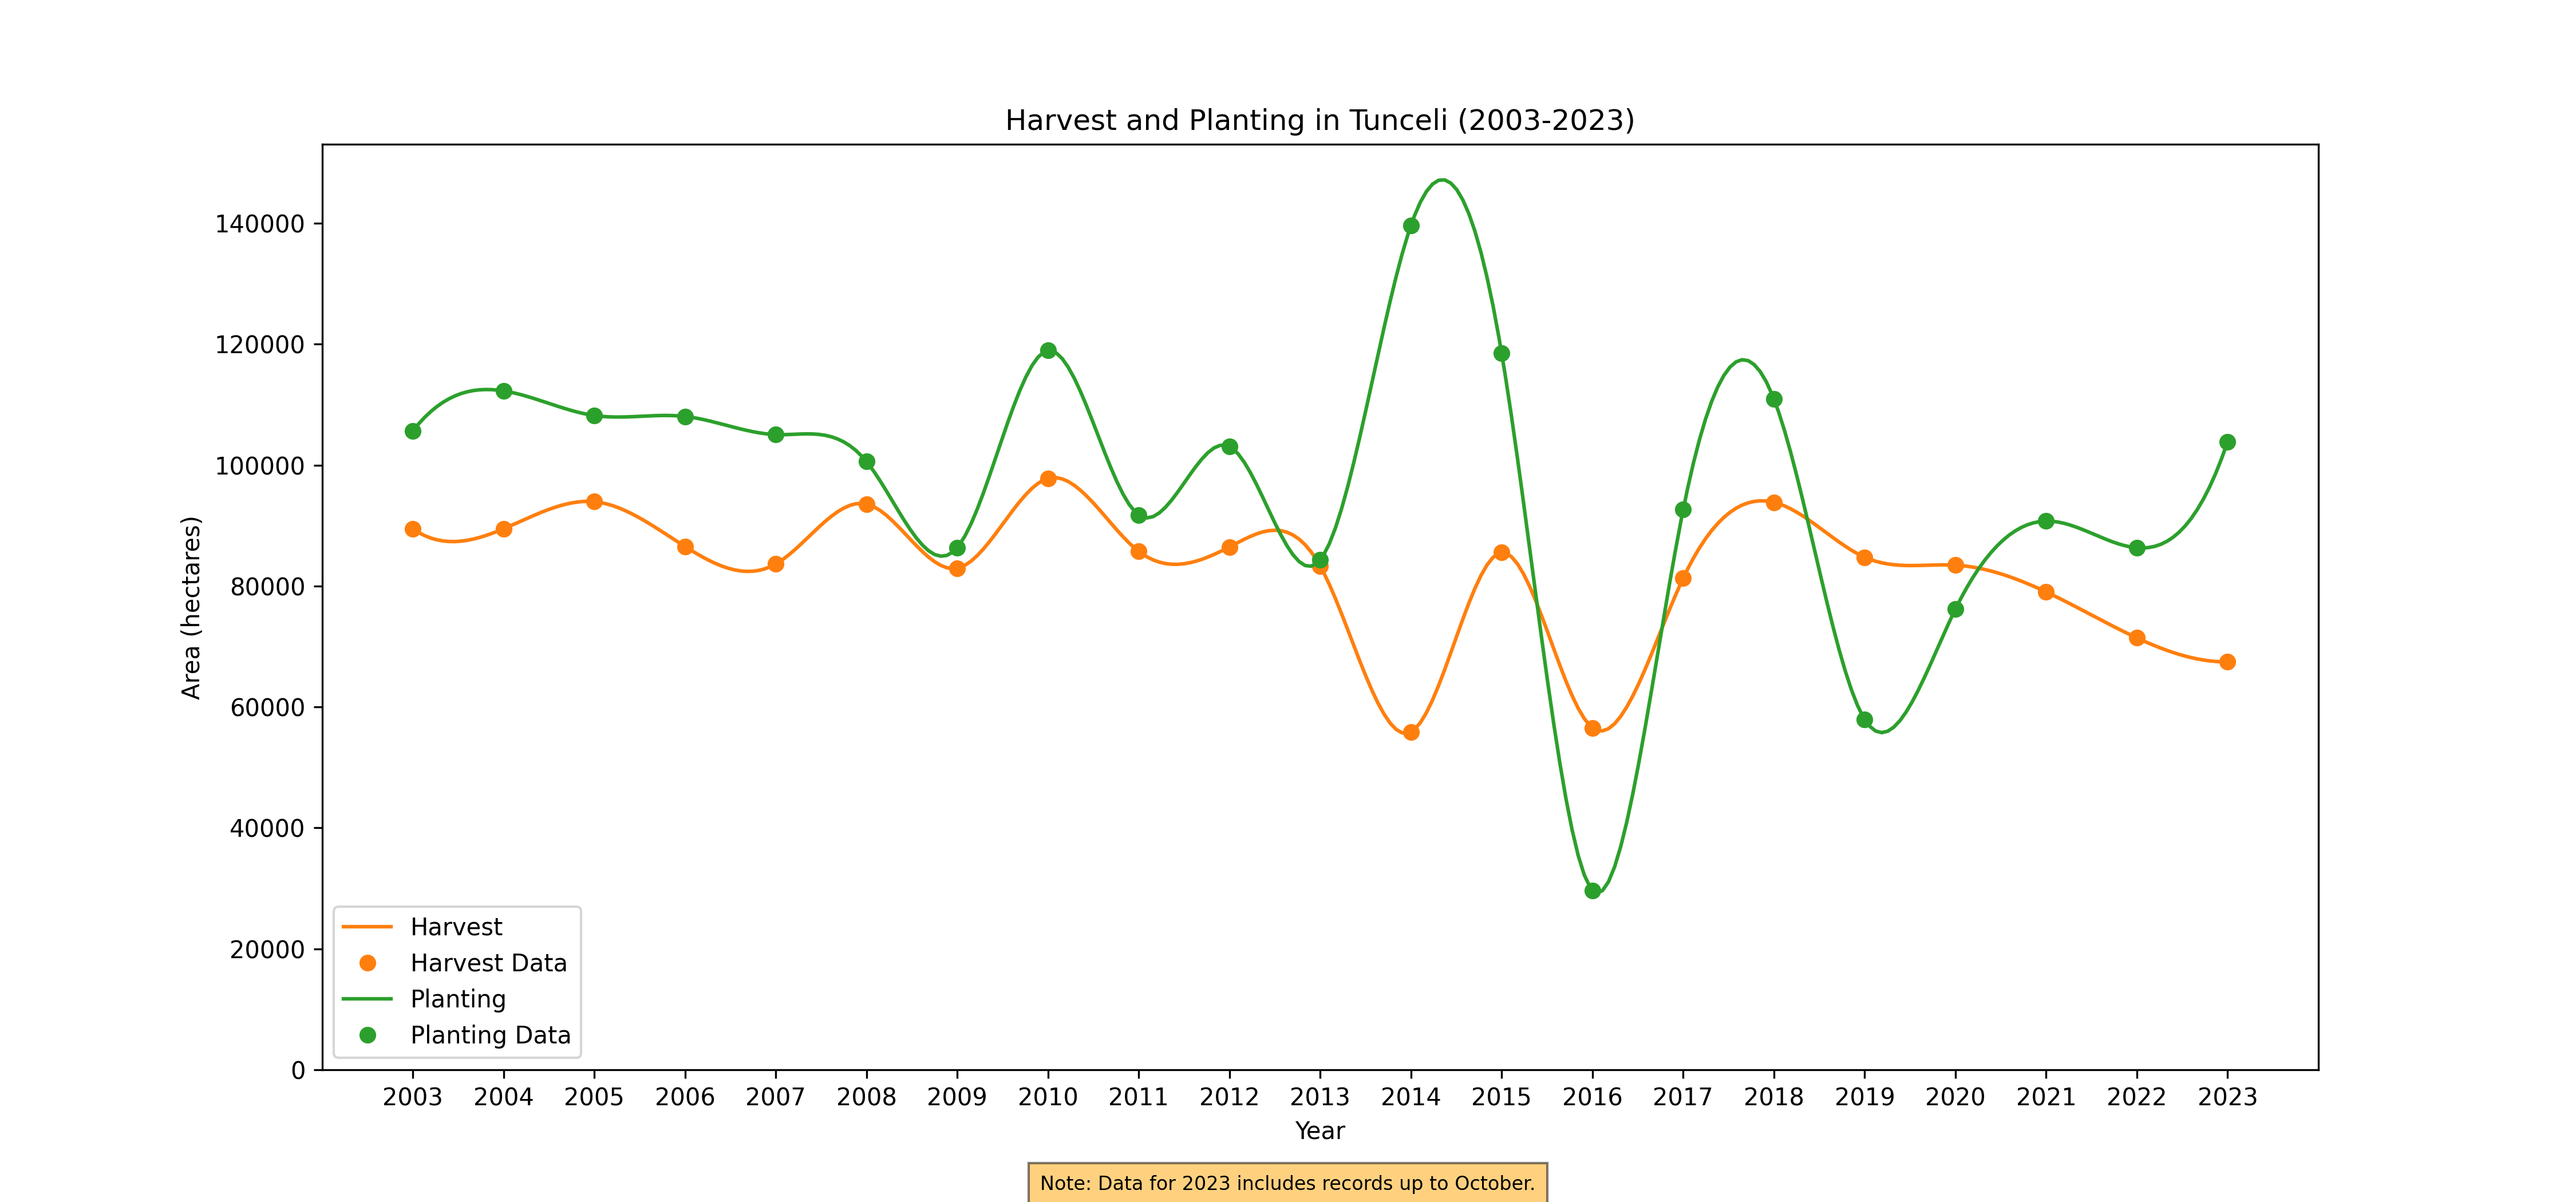 Harvest and Planting in Tunceli (2003-2023)
Area (hectares)
140000
120000
100000
80000
60000
40000
20000
0
Harvest
Harvest Data
Planting
Planting Data
2003 2004 2005 2006 2007 2008 2009 2010 2011 2012 2013 2014 2015 2016 2017 2018 2019 2020 2021 2022 2023
Year
Note: Data for 2023 includes records up to October.